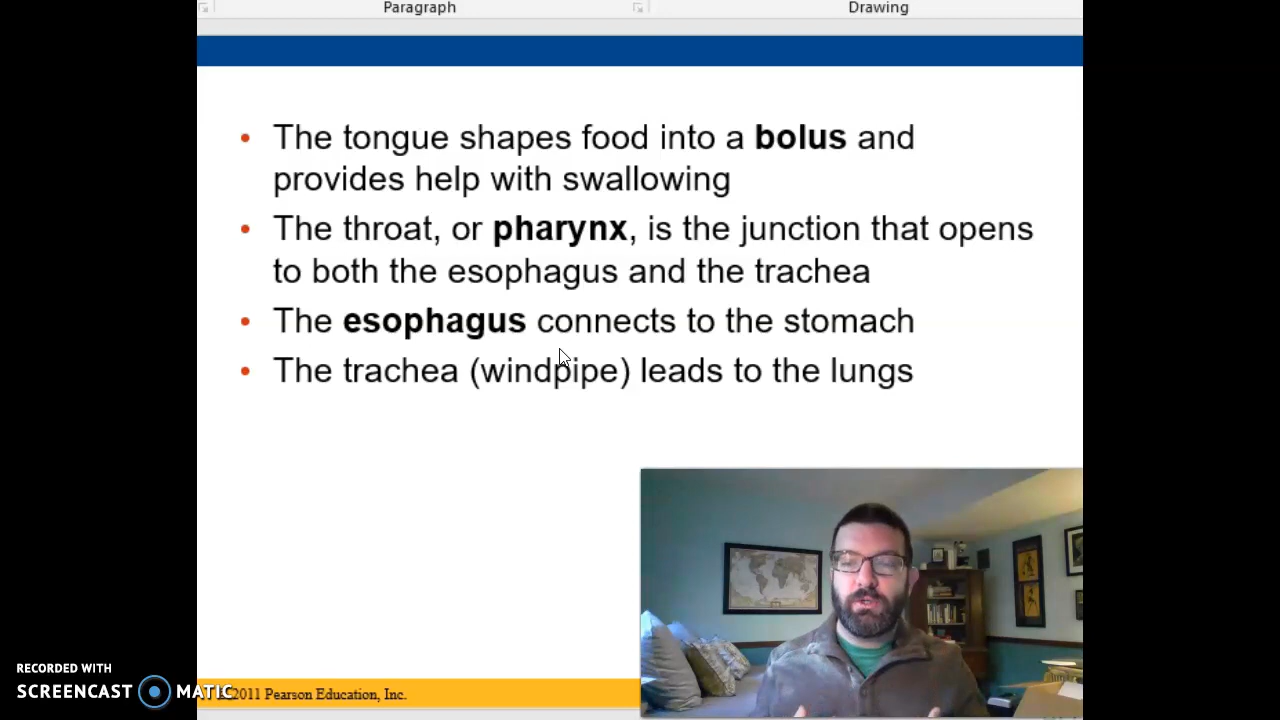 Paragraph
Drawing
• The tongue shapes food into a bolus and
provides help with swallowing
• The throat, or pharynx, is the junction that opens
to both the esophagus and the trachea
• The esophagus connects to the stomach
• The trachea (windpipe) leads to the lungs
RECORDED WITH
SCREENCAST MATIC
2011 Pearson Education, Inc.